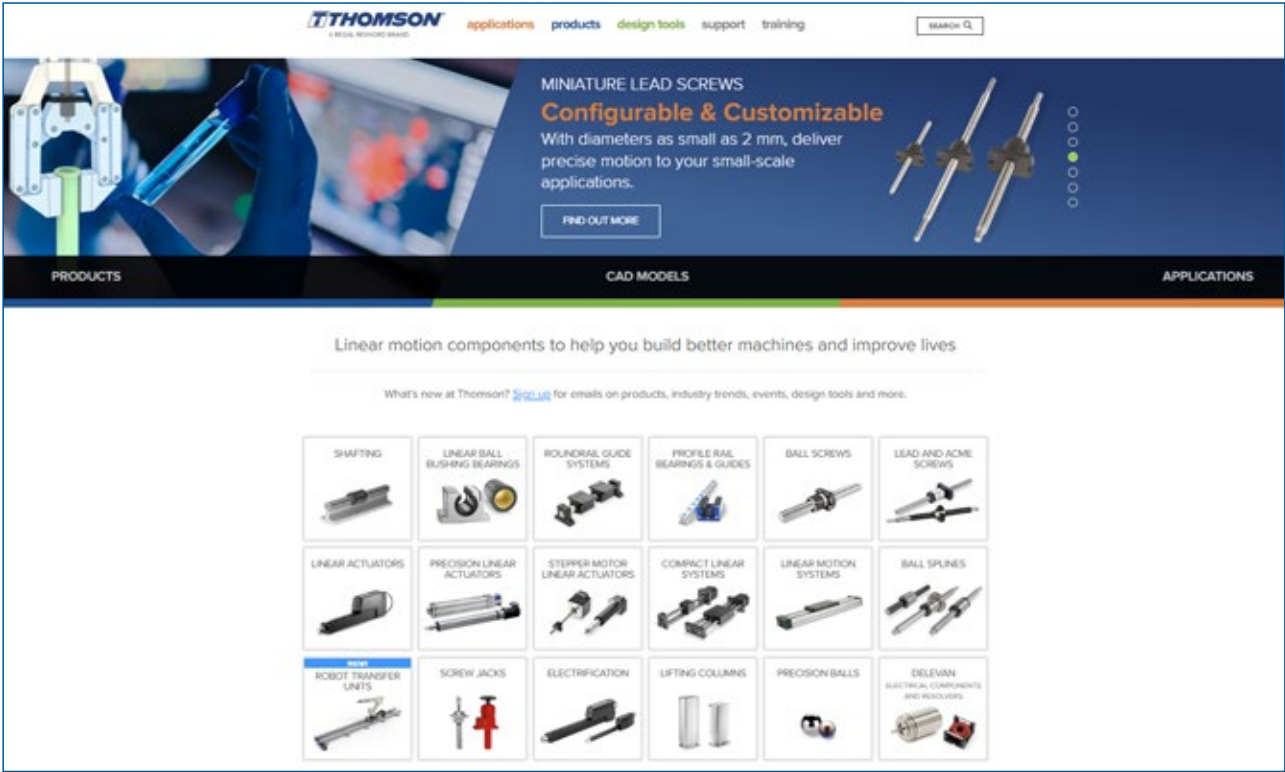 THOMSON
A REGAL REXNORD BRAND
applications products design tools support training
SEARCH
MINIATURE LEAD SCREWS
Configurable & Customizable
With diameters as small as 2 mm, deliver
precise motion to your small-scale
applications.
FIND OUT MORE
PRODUCTS CAD MODELS APPLICATIONS
Linear motion components to help you build better machines and improve lives
What's new at Thomson? Sign up for emails on products, industry trends, events, design tools and more.
SHAFTING
LINEAR BALL
BUSHING BEARINGS
ROUNDRAIL GUIDE
SYSTEMS
PROFILE RAIL
BEARINGS & GUIDES
BALL SCREWS
LEAD AND ACME
SCREWS
LINEAR ACTUATORS
PRECISION LINEAR
ACTUATORS
STEPPER MOTOR
LINEAR ACTUATORS
COMPACT LINEAR
SYSTEMS
LINEAR MOTION
SYSTEMS
BALL SPLINES
NEW!
ROBOT TRANSFER
UNITS
SCREW JACKS
ELECTRIFICATION
LIFTING COLUMNS
PRECISION BALLS
DELEVAN
ELECTRICAL COMPONENTS
AND RESOLVERS